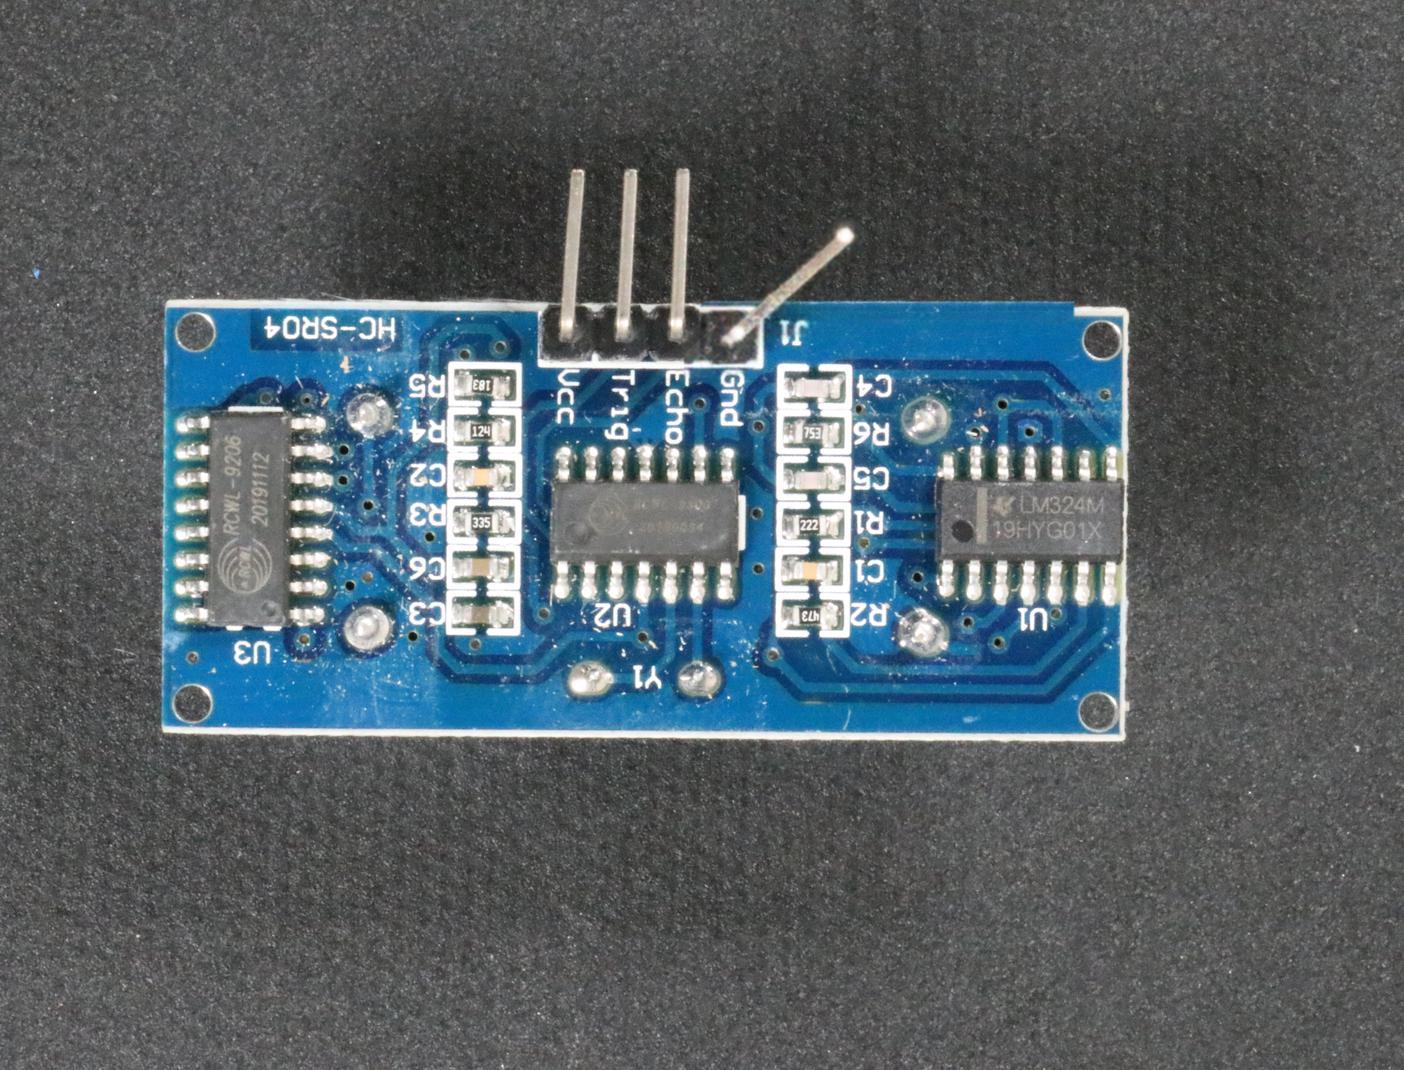 HC-SR04
J1
Vcc
Trig
Echo
Gnd
R5
183
R4
124
C2
R3
335
C6
C3
C4
R6
753
C5
R1
222
C1
R2
473
RCWL-9206
20191112
RCWL
U3
U2
Y1
LM324M
19HYG01X
U1